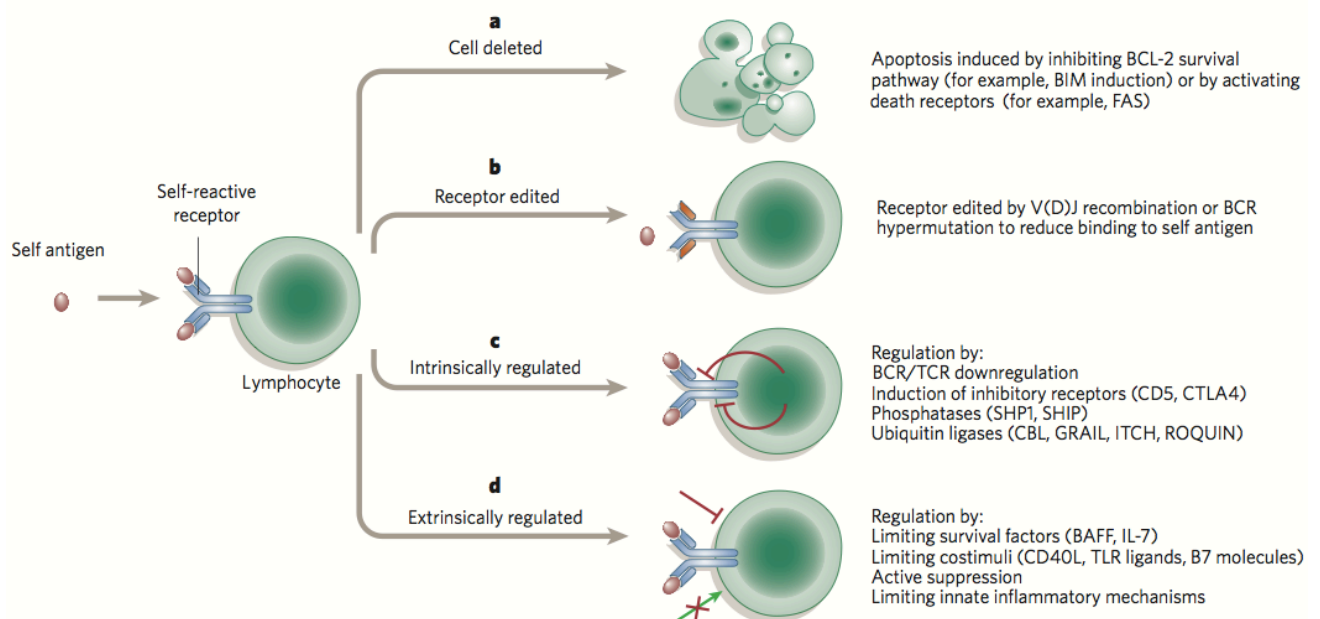 a
Cell deleted
Apoptosis induced by inhibiting BCL-2 survival
pathway (for example, BIM induction) or by activating
death receptors (for example, FAS)
b
Receptor edited
Receptor edited by V(D)J recombination or BCR
hypermutation to reduce binding to self antigen
Self-reactive
receptor
Self antigen
Lymphocyte
c
Intrinsically regulated
Regulation by:
BCR/TCR downregulation
Induction of inhibitory receptors (CD5, CTLA4)
Phosphatases (SHP1, SHIP)
Ubiquitin ligases (CBL, GRAIL, ITCH, ROQUIN)
d
Extrinsically regulated
Regulation by:
Limiting survival factors (BAFF, IL-7)
Limiting costimuli (CD40L, TLR ligands, B7 molecules)
Active suppression
Limiting innate inflammatory mechanisms